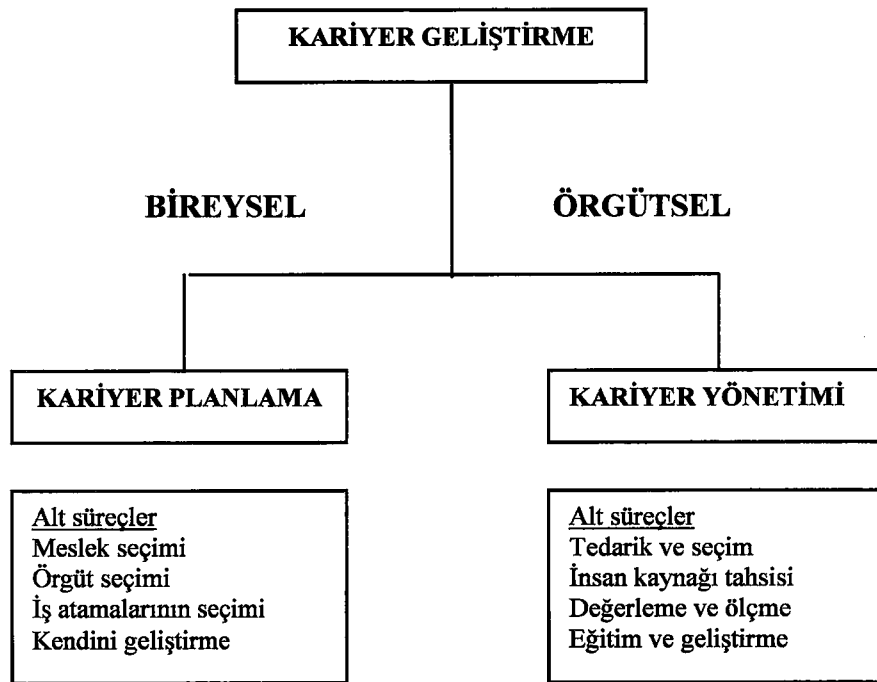 KARİYER GELİŞTİRME
BİREYSEL
ÖRGÜTSEL
KARİYER PLANLAMA
KARİYER YÖNETİMİ
Alt süreçler
Meslek seçimi
Örgüt seçimi
İş atamalarının seçimi
Kendini geliştirme
Alt süreçler
Tedarik ve seçim
İnsan kaynağı tahsisi
Değerleme ve ölçme
Eğitim ve geliştirme